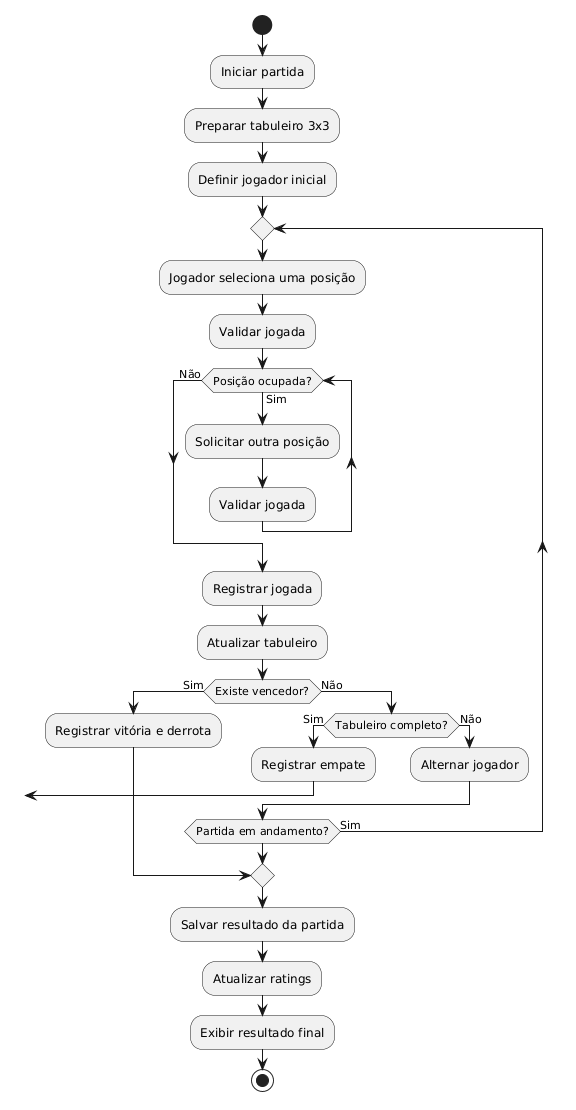 Iniciar partida
Preparar tabuleiro 3x3
Definir jogador inicial
Jogador seleciona uma posição
Validar jogada
Não
Posição ocupada?
Sim
Solicitar outra posição
Validar jogada
Registrar jogada
Atualizar tabuleiro
Sim
Existe vencedor?
Não
Registrar vitória e derrota
Sim
Tabuleiro completo?
Não
Registrar empate
Alternar jogador
Partida em andamento?
Sim
Salvar resultado da partida
Atualizar ratings
Exibir resultado final